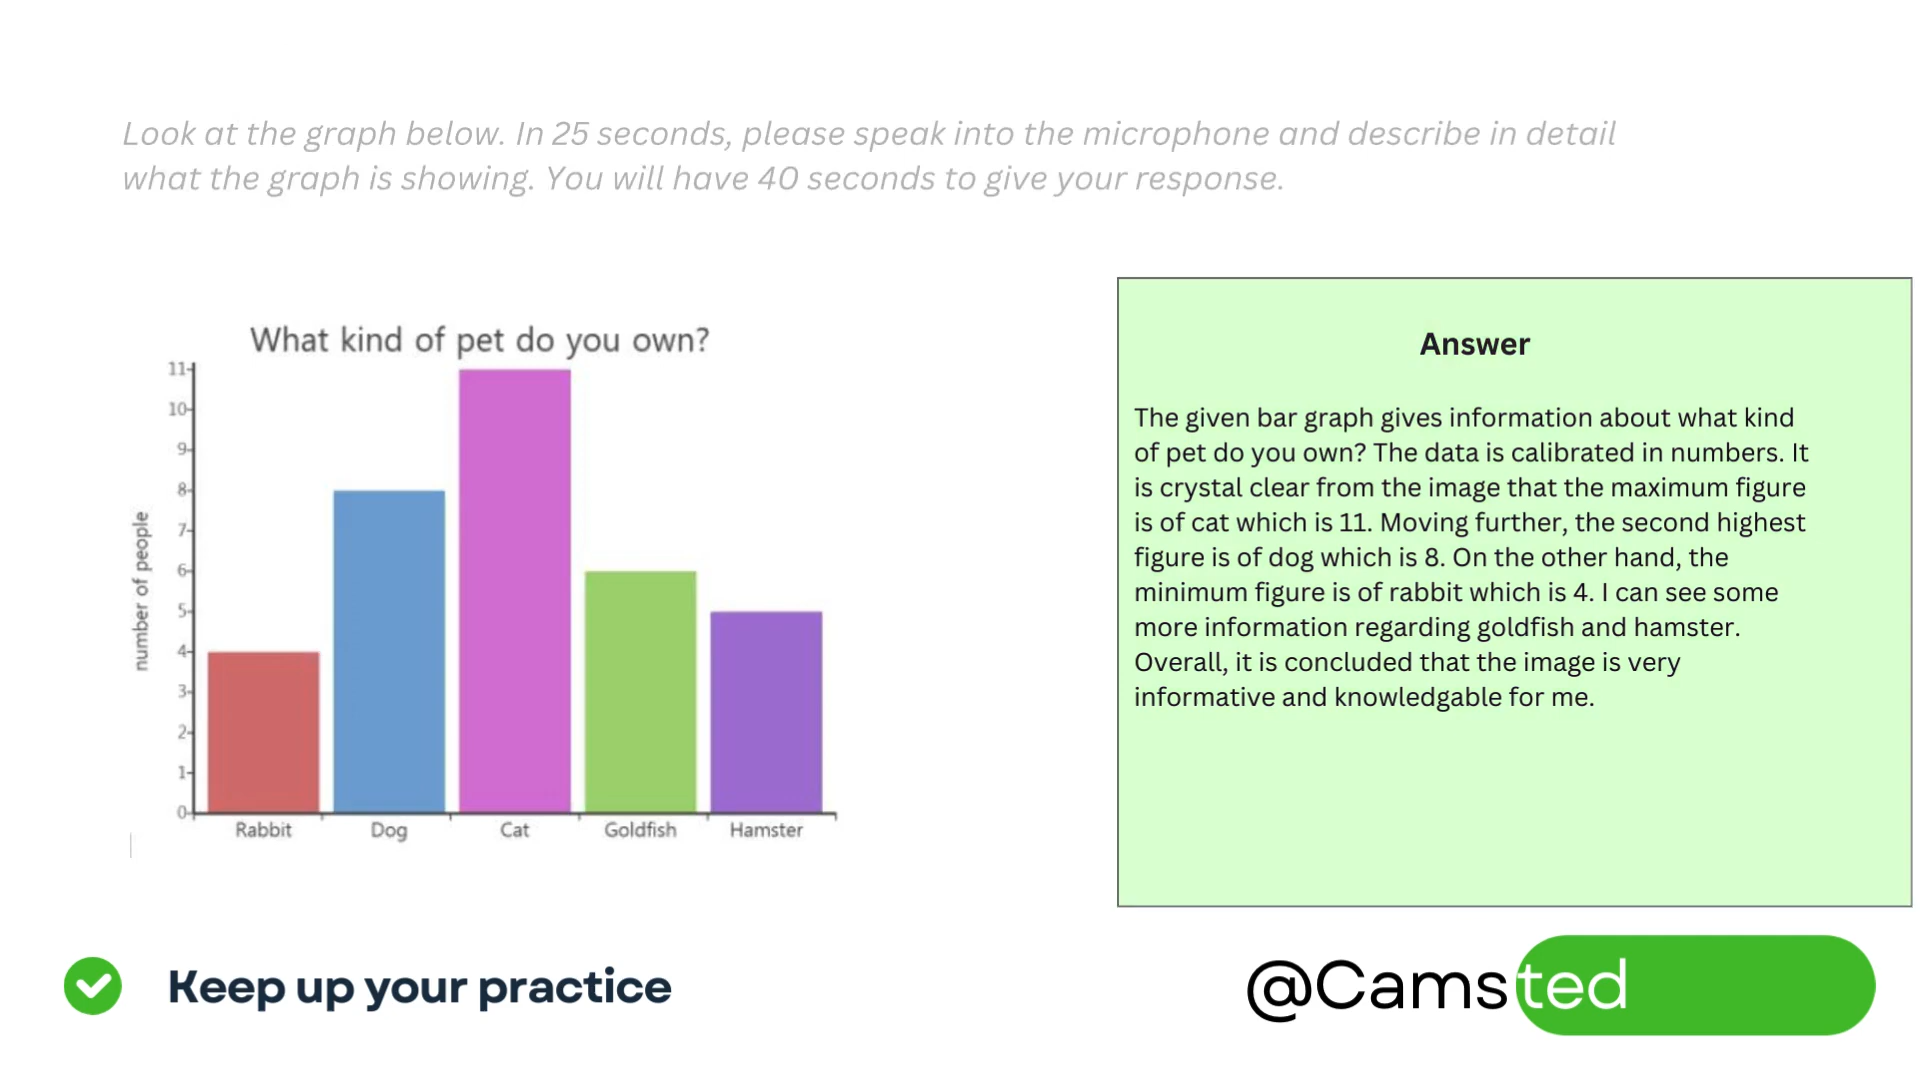 Look at the graph below. In 25 seconds, please speak into the microphone and describe in detail
what the graph is showing. You will have 40 seconds to give your response.
What kind of pet do you own?
number of people
11
10
9
8
7
6
5
4
3
2
1
0
Rabbit Dog Cat Goldfish Hamster
Answer
The given bar graph gives information about what kind
of pet do you own? The data is calibrated in numbers. It
is crystal clear from the image that the maximum figure
is of cat which is 11. Moving further, the second highest
figure is of dog which is 8. On the other hand, the
minimum figure is of rabbit which is 4. I can see some
more information regarding goldfish and hamster.
Overall, it is concluded that the image is very
informative and knowledgable for me.
Keep up your practice
@Camsted